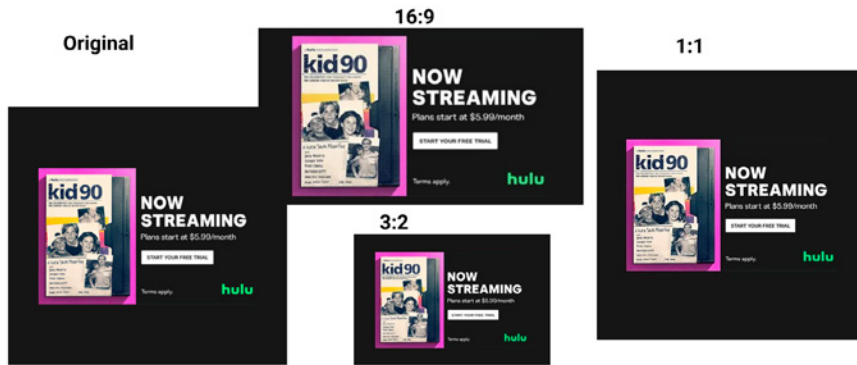 Original
kid90
NOW
STREAMING
Plans start at $5.99/month
START YOUR FREE TRIAL
Terms apply.
hulu
16:9
kid90
NOW
STREAMING
Plans start at $5.99/month
START YOUR FREE TRIAL
Terms apply.
hulu
3:2
kid90
NOW
STREAMING
Plans start at $5.99/month
START YOUR FREE TRIAL
Terms apply.
hulu
1:1
kid90
NOW
STREAMING
Plans start at $5.99/month
START YOUR FREE TRIAL
Terms apply.
hulu